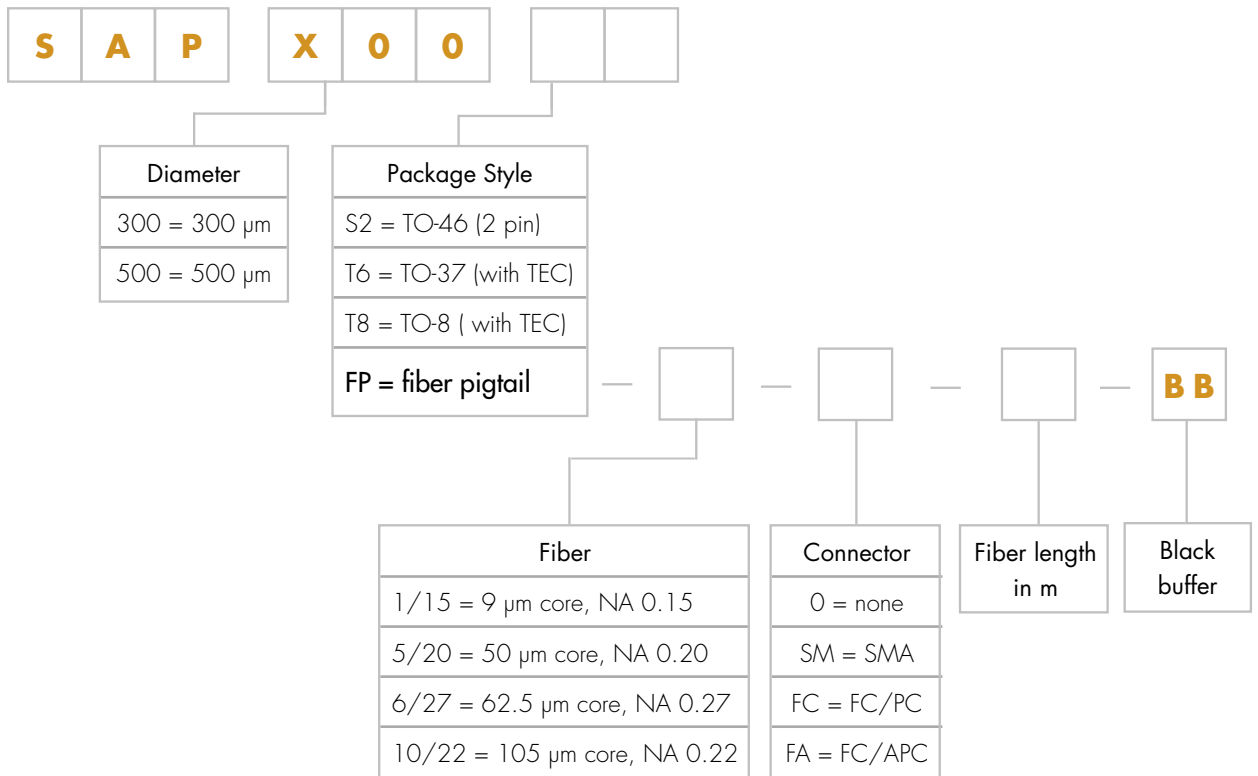 S A P X 0 0
Diameter
300 = 300 µm
500 = 500 µm
Package Style
S2 = TO-46 (2 pin)
T6 = TO-37 (with TEC)
T8 = TO-8 ( with TEC)
FP = fiber pigtail — — — — B B
Fiber
1/15 = 9 µm core, NA 0.15
5/20 = 50 µm core, NA 0.20
6/27 = 62.5 µm core, NA 0.27
10/22 = 105 µm core, NA 0.22
Connector
0 = none
SM = SMA
FC = FC/PC
FA = FC/APC
Fiber length
in m
Black
buffer